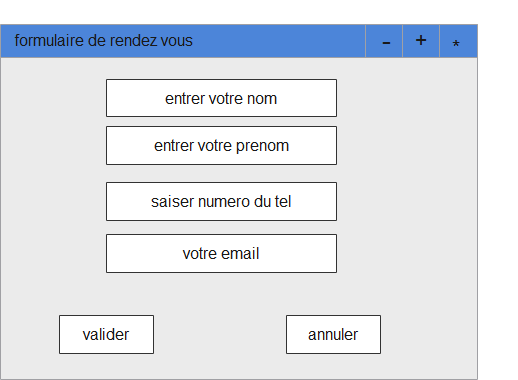 formulaire de rendez vous - + *
entrer votre nom
entrer votre prenom
saiser numero du tel
votre email
valider annuler